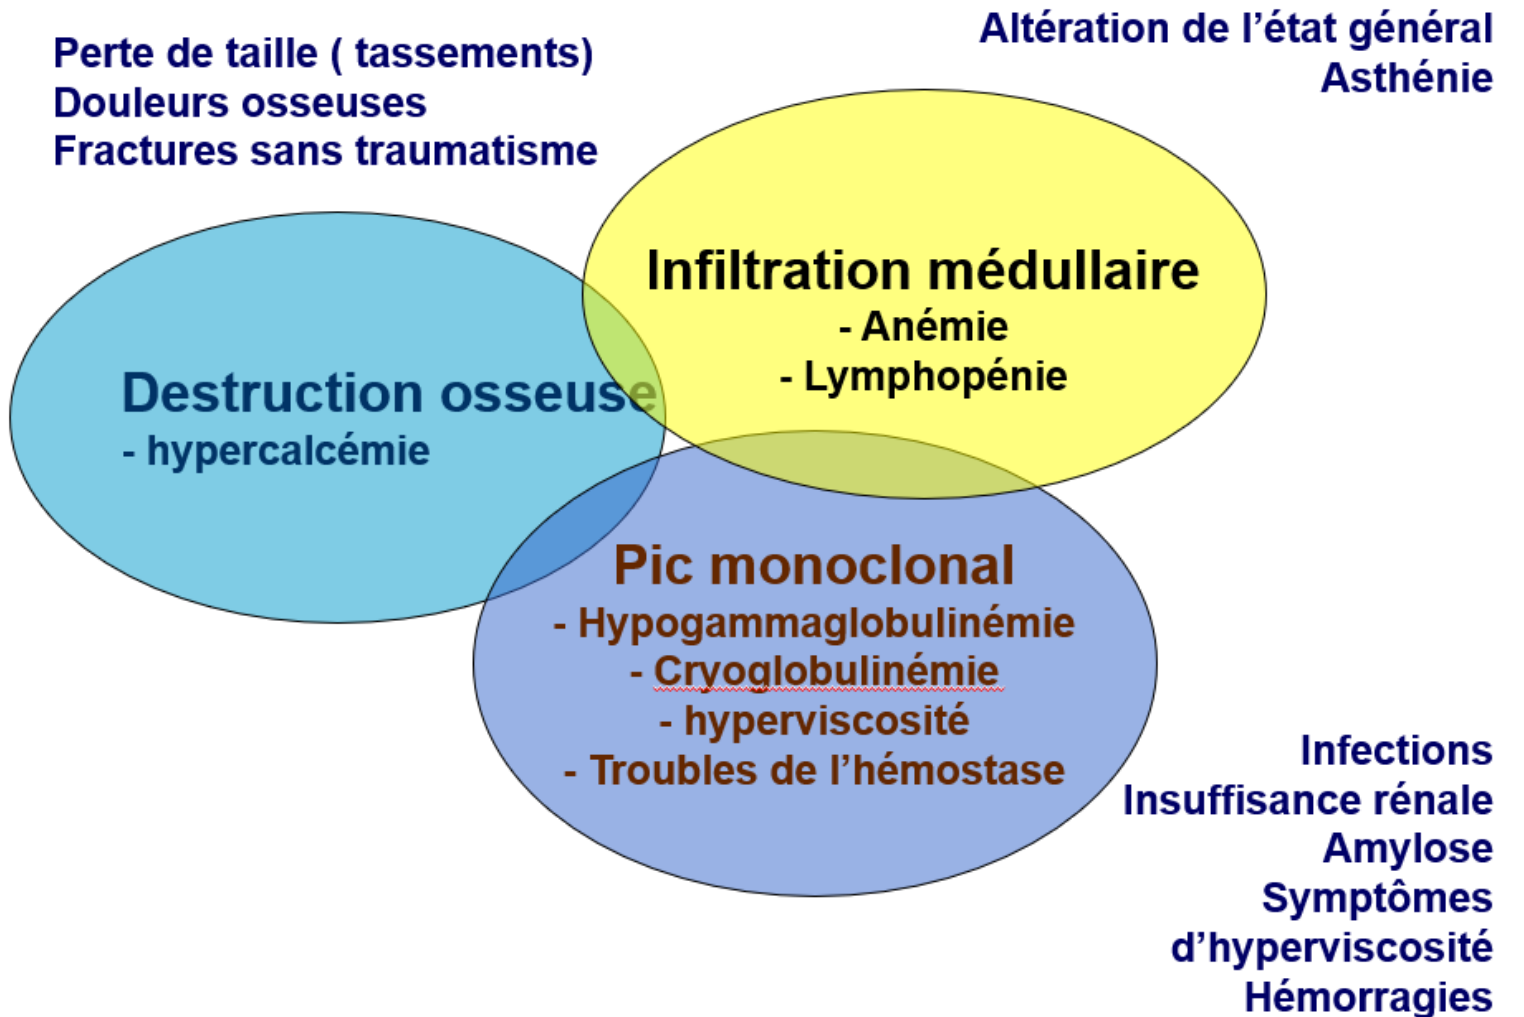 Perte de taille ( tassements)
Douleurs osseuses
Fractures sans traumatisme
Altération de l’état général
Asthénie
Infiltration médullaire
- Anémie
- Lymphopénie
Destruction osseuse
- hypercalcémie
Pic monoclonal
- Hypogammaglobulinémie
- Cryoglobulinémie
- hyperviscosité
- Troubles de l’hémostase
Infections
Insuffisance rénale
Amylose
Symptômes
d’hyperviscosité
Hémorragies